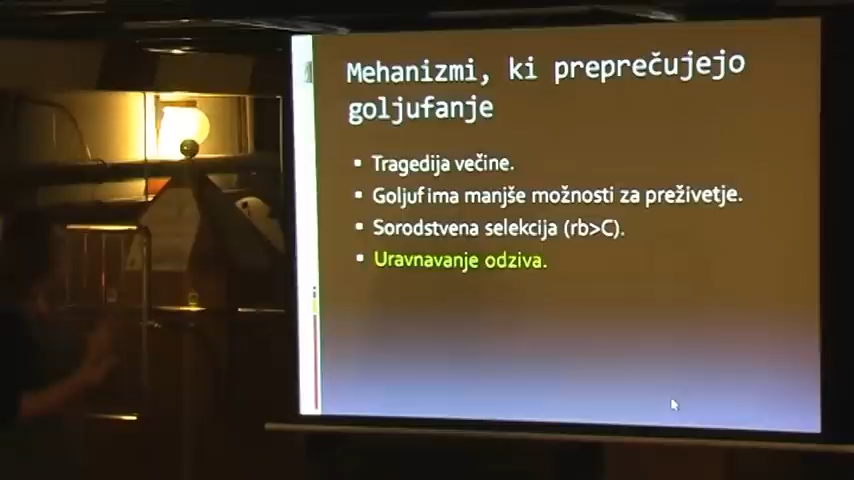 Mehanizmi, ki preprečujejo
goljufanje
▪ Tragedija večine.
▪ Goljuf ima manjše možnosti za preživetje.
▪ Sorodstvena selekcija (rb>C).
▪ Uravnavanje odziva.